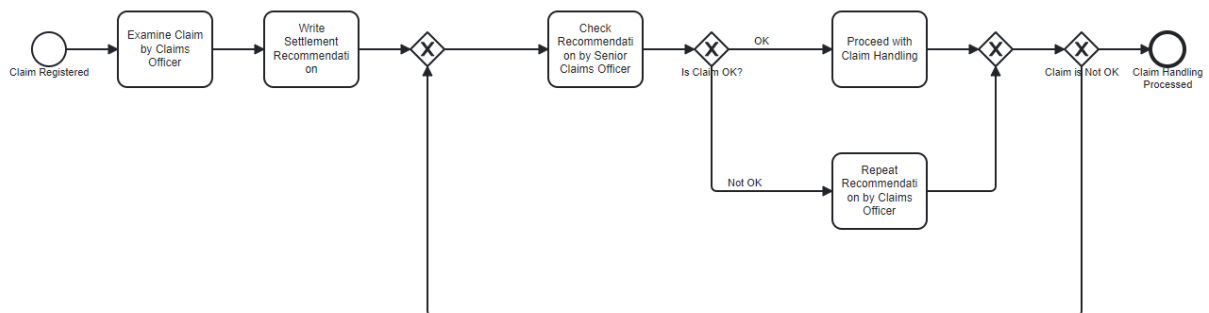 Claim Registered
Examine Claim
by Claims
Officer
Write
Settlement
Recommendati
on
X
Check
Recommendati
on by Senior
Claims Officer
X
Is Claim OK?
OK
Proceed with
Claim Handling
Not OK
Repeat
Recommendati
on by Claims
Officer
X
X
Claim is Not OK
Claim Handling
Processed